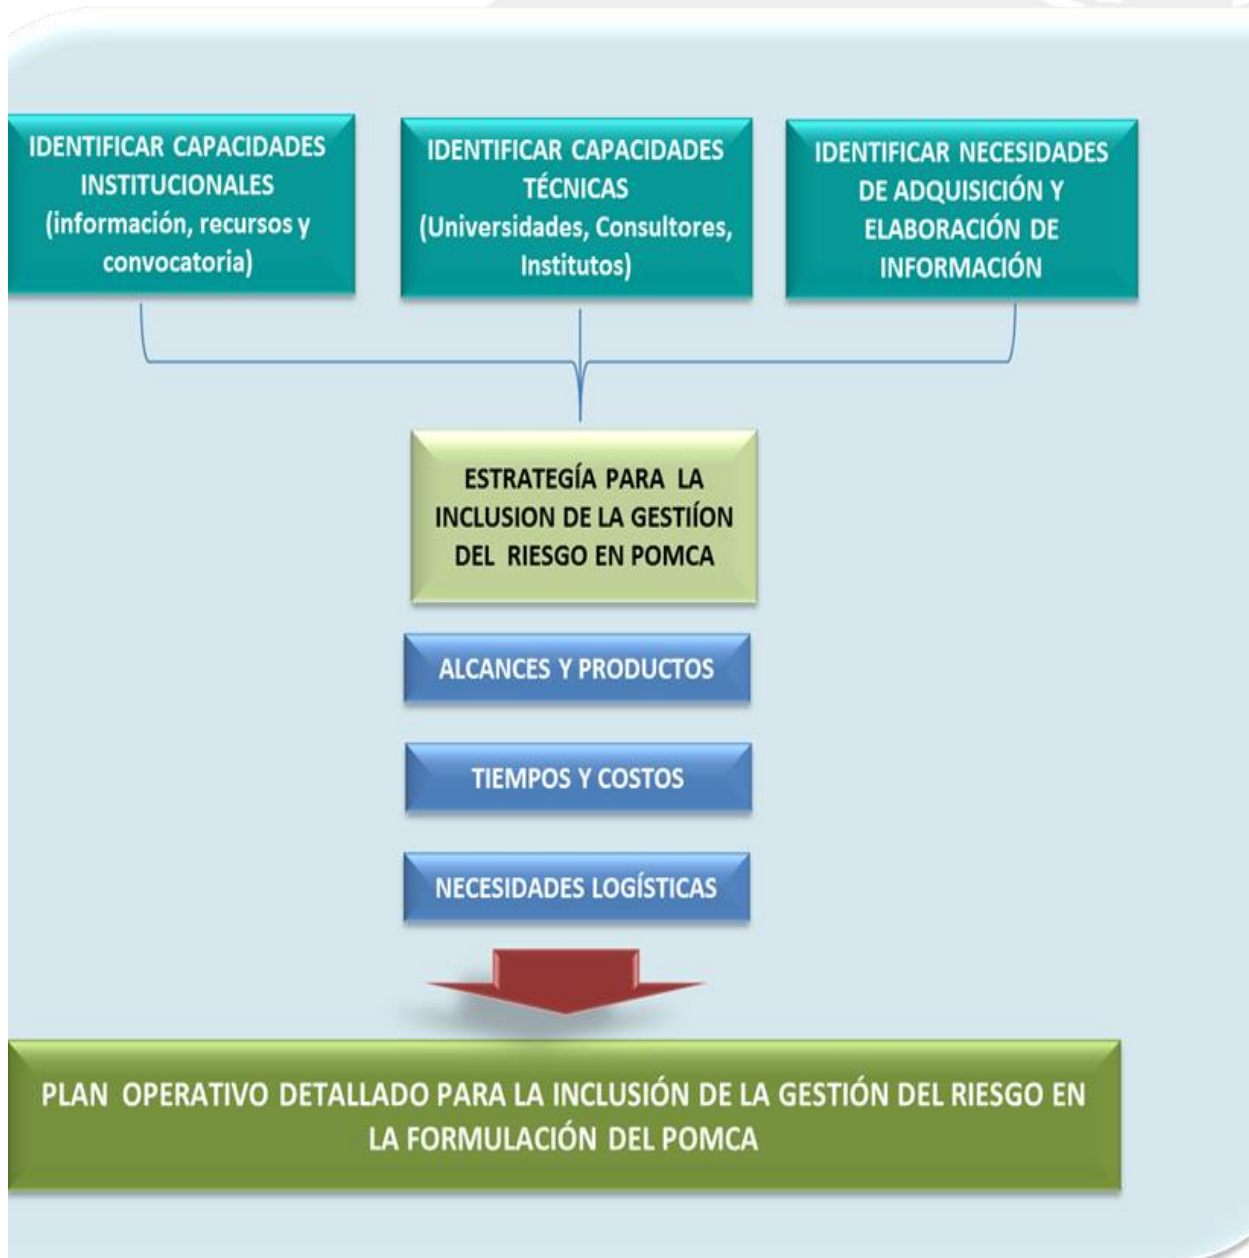 IDENTIFICAR CAPACIDADES
INSTITUCIONALES
(información, recursos y
convocatoria)
IDENTIFICAR CAPACIDADES
TÉCNICAS
(Universidades, Consultores,
Institutos)
IDENTIFICAR NECESIDADES
DE ADQUISICIÓN Y
ELABORACIÓN DE
INFORMACIÓN
ESTRATEGÍA PARA LA
INCLUSION DE LA GESTIÍON
DEL RIESGO EN POMCA
ALCANCES Y PRODUCTOS
TIEMPOS Y COSTOS
NECESIDADES LOGÍSTICAS
PLAN OPERATIVO DETALLADO PARA LA INCLUSIÓN DE LA GESTIÓN DEL RIESGO EN
LA FORMULACIÓN DEL POMCA